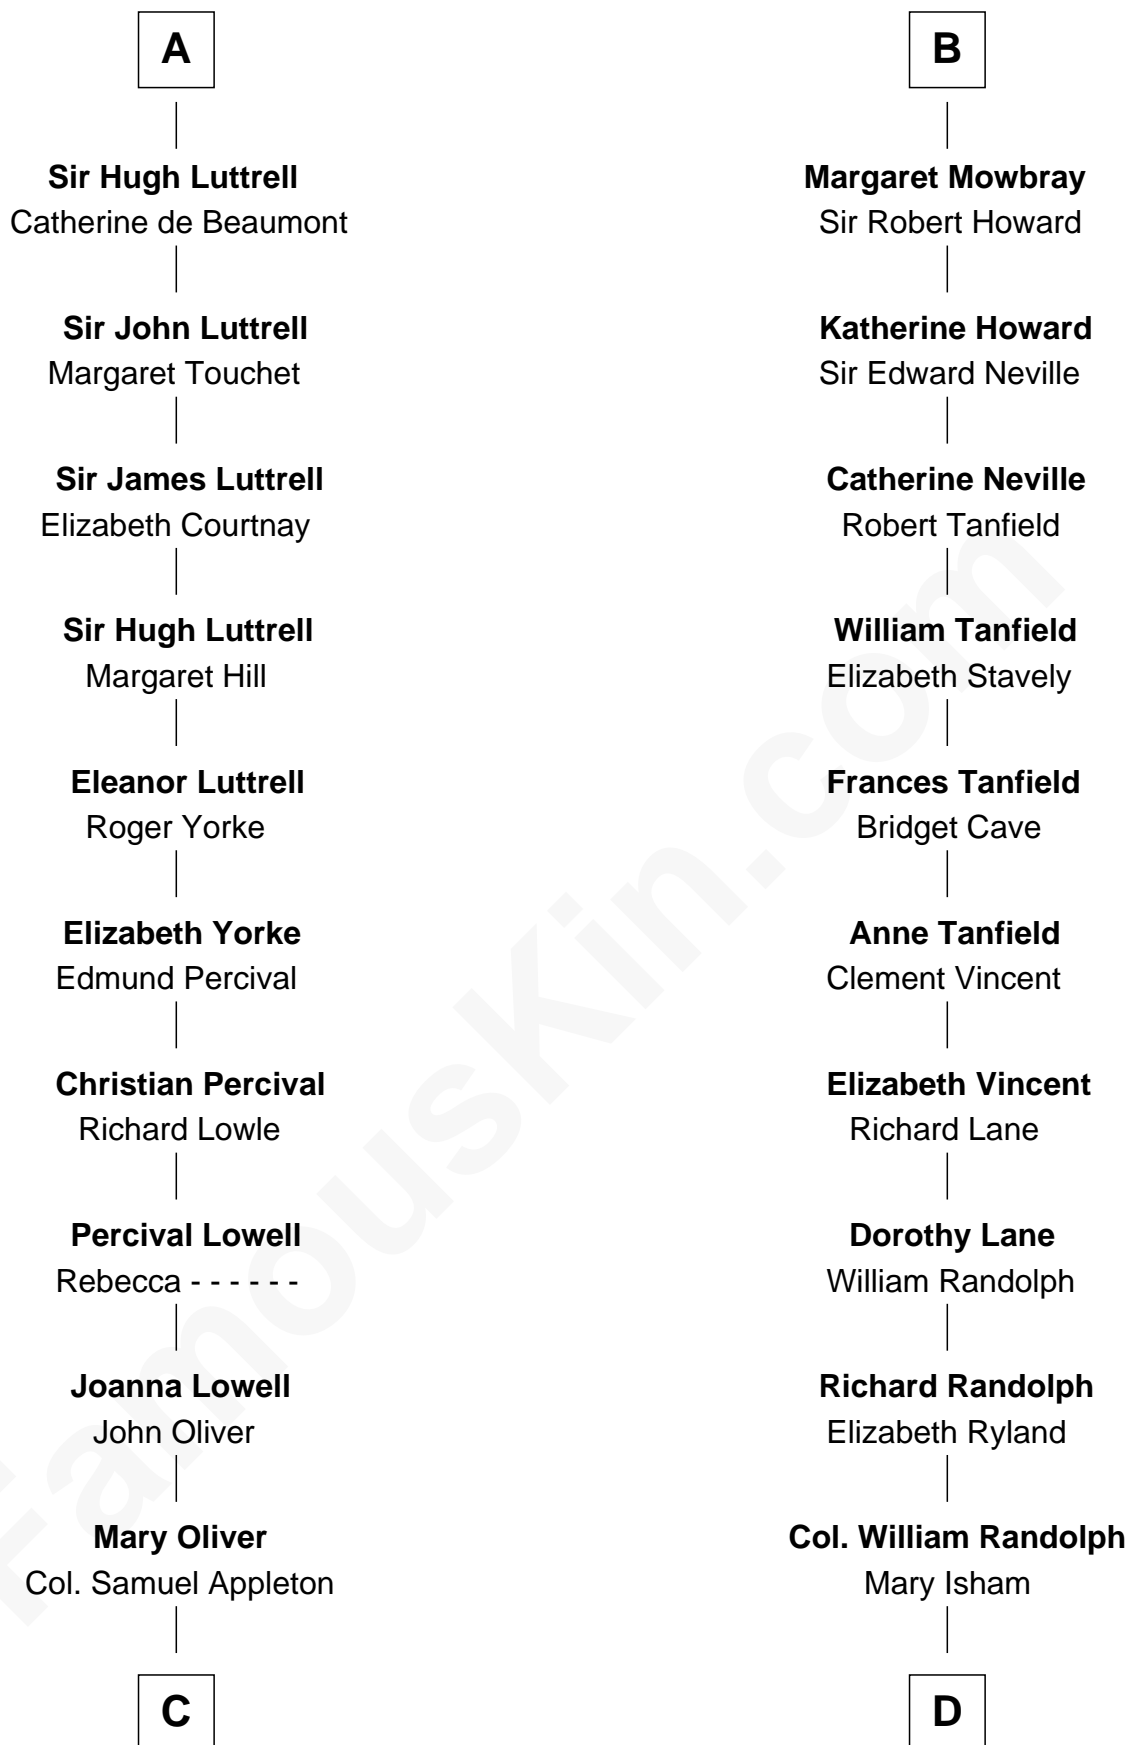 A
Sir Hugh Luttrell
Catherine de Beaumont
Sir John Luttrell
Margaret Touchet
Sir James Luttrell
Elizabeth Courtnay
Sir Hugh Luttrell
Margaret Hill
Eleanor Luttrell
Roger Yorke
Elizabeth Yorke
Edmund Percival
Christian Percival
Richard Lowle
Percival Lowell
Rebecca - - - - - -
Joanna Lowell
John Oliver
Mary Oliver
Col. Samuel Appleton
C
B
Margaret Mowbray
Sir Robert Howard
Katherine Howard
Sir Edward Neville
Catherine Neville
Robert Tanfield
William Tanfield
Elizabeth Stavely
Frances Tanfield
Bridget Cave
Anne Tanfield
Clement Vincent
Elizabeth Vincent
Richard Lane
Dorothy Lane
William Randolph
Richard Randolph
Elizabeth Ryland
Col. William Randolph
Mary Isham
D
FamousKin.com